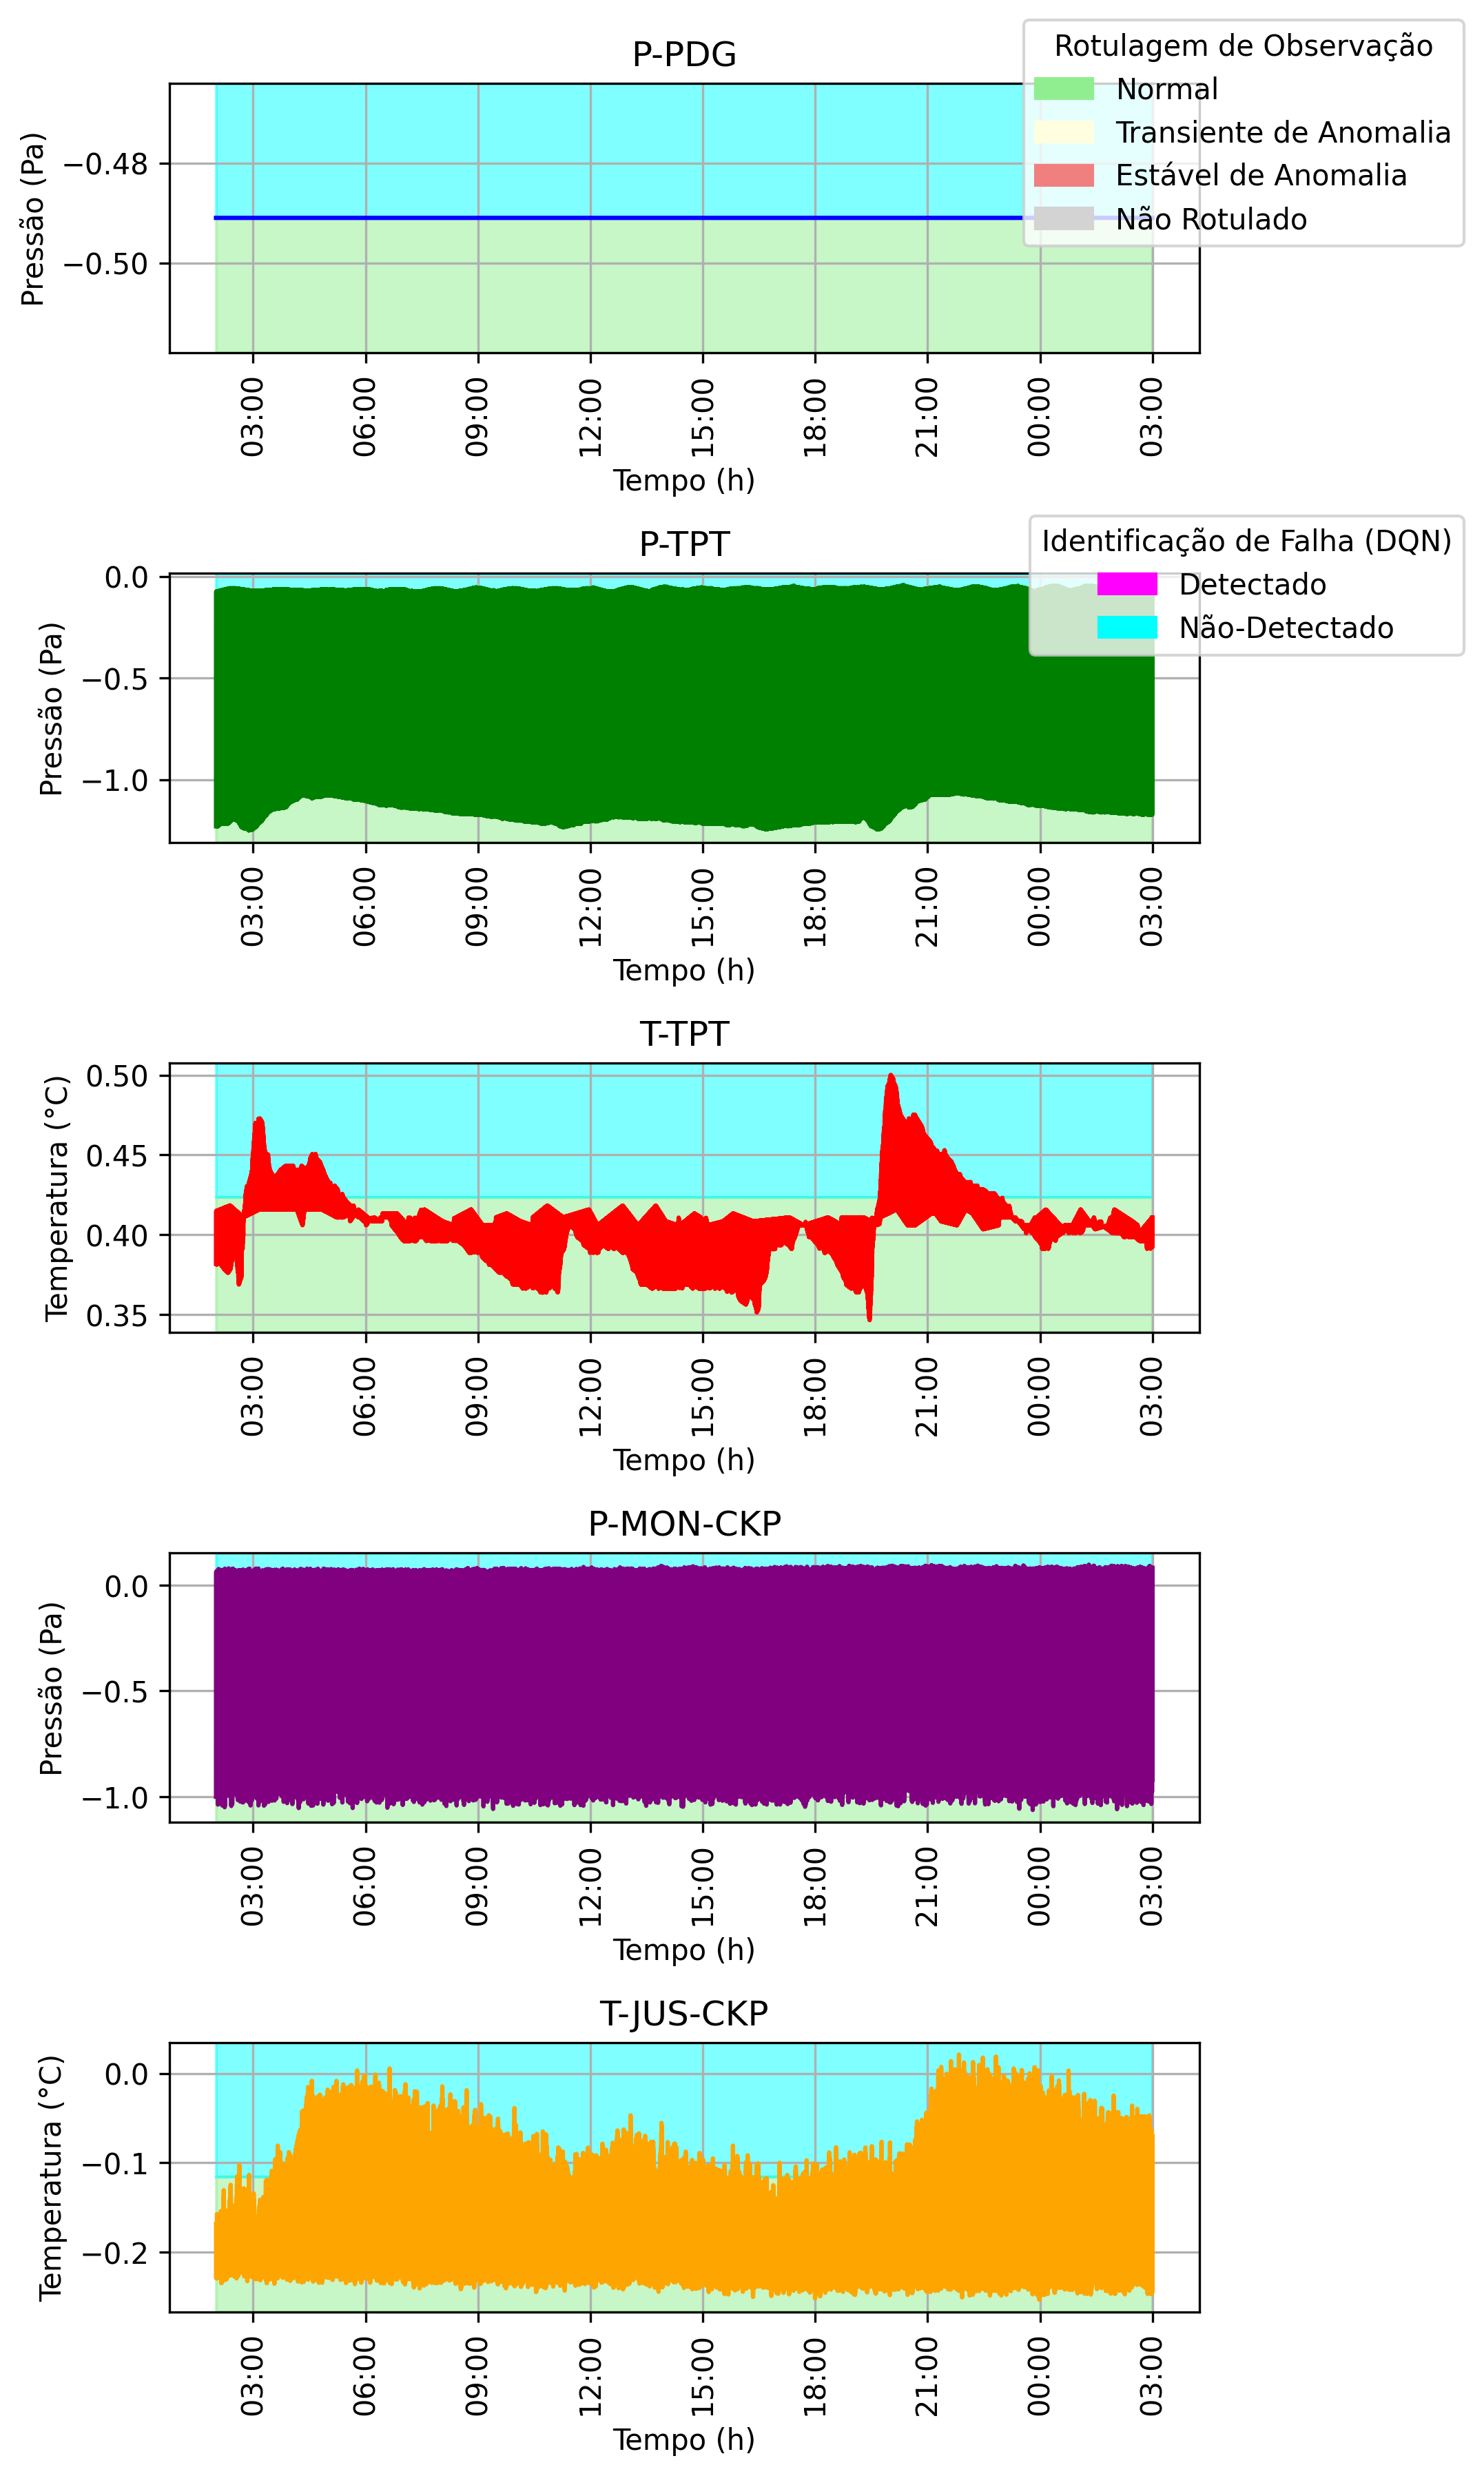 P-PDG
Rotulagem de Observação
Normal
Transiente de Anomalia
Estável de Anomalia
Não Rotulado
Pressão (Pa)
−0.48
−0.50
03:00 06:00 09:00 12:00 15:00 18:00 21:00 00:00 03:00
Tempo (h)
P-TPT
Identificação de Falha (DQN)
Detectado
Não-Detectado
Pressão (Pa)
0.0
−0.5
−1.0
03:00 06:00 09:00 12:00 15:00 18:00 21:00 00:00 03:00
Tempo (h)
T-TPT
Temperatura (°C)
0.50
0.45
0.40
0.35
03:00 06:00 09:00 12:00 15:00 18:00 21:00 00:00 03:00
Tempo (h)
P-MON-CKP
Pressão (Pa)
0.0
−0.5
−1.0
03:00 06:00 09:00 12:00 15:00 18:00 21:00 00:00 03:00
Tempo (h)
T-JUS-CKP
Temperatura (°C)
0.0
−0.1
−0.2
03:00 06:00 09:00 12:00 15:00 18:00 21:00 00:00 03:00
Tempo (h)